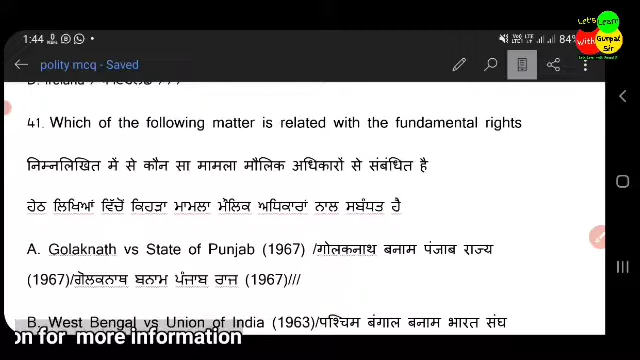 1:44
84%
Let's
Learn
with
Gurpal
Sir
polity mcq - Saved
41. Which of the following matter is related with the fundamental rights
निम्नलिखित में से कौन सा मामला मौलिक अधिकारों से संबंधित है
ਹੇਠ ਲਿਖਿਆਂ ਵਿੱਚੋਂ ਕਿਹੜਾ ਮਾਮਲਾ ਮੌਲਿਕ ਅਧਿਕਾਰਾਂ ਨਾਲ ਸਬੰਧਤ ਹੈ
A. Golaknath vs State of Punjab (1967) /गोलकनाथ बनाम पंजाब राज्य
(1967)/ਗੋਲਕਨਾਥ ਬਨਾਮ ਪੰਜਾਬ ਰਾਜ (1967)///
B. West Bengal vs Union of India (1963)/पश्चिम बंगाल बनाम भारत संघ
on for more information